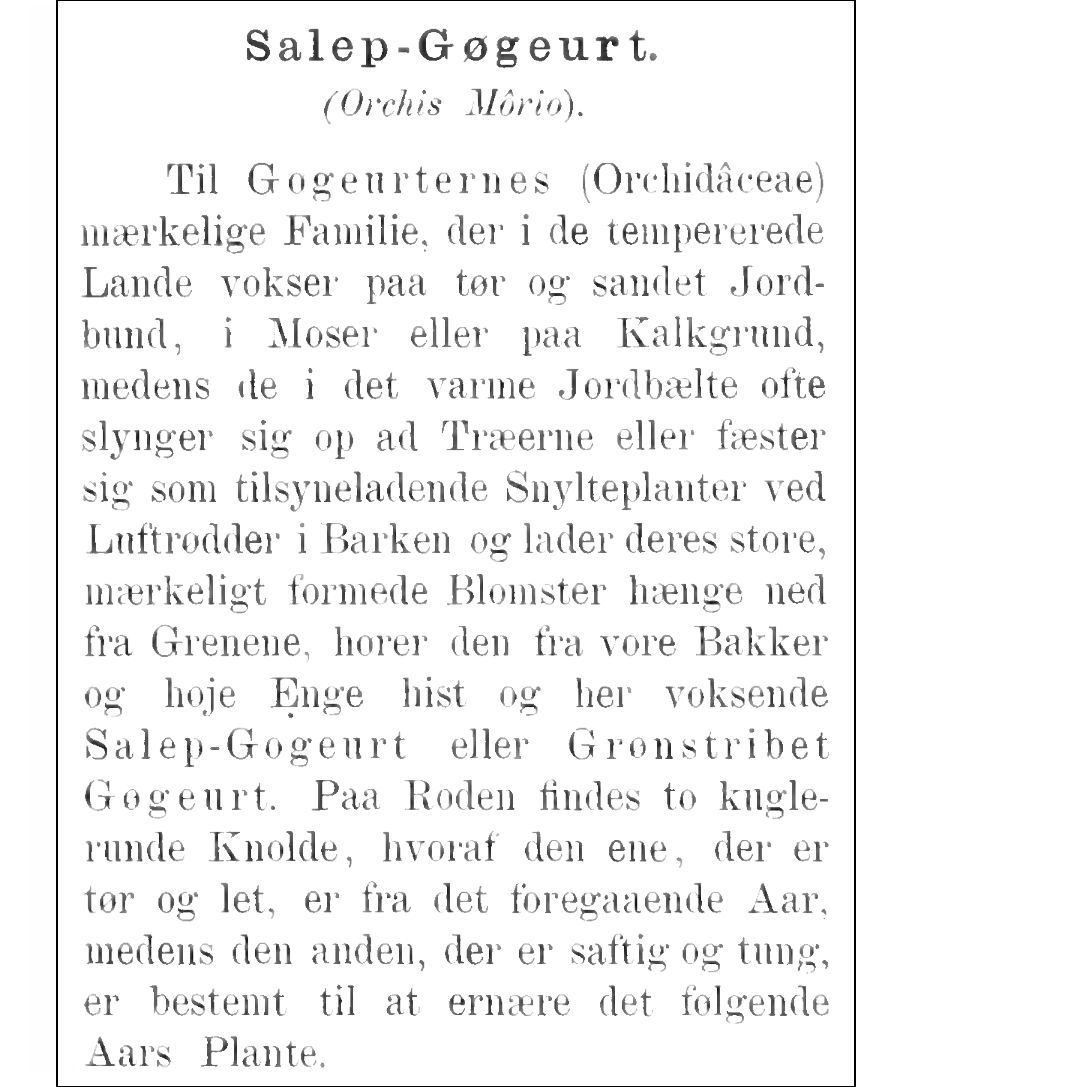 Salep-Gøgeurt.
(Orchis Môrio).
Til Gøgeurternes (Orchidâceae)
mærkelige Familie, der i de tempererede
Lande vokser paa tør og sandet Jord-
bund, i Moser eller paa Kalkgrund,
medens de i det varme Jordbælte ofte
slynger sig op ad Træerne eller fæster
sig som tilsyneladende Snylteplanter ved
Luftrødder i Barken og lader deres store,
mærkeligt formede Blomster hænge ned
fra Grenene, hører den fra vore Bakker
og høje Enge hist og her voksende
Salep-Gøgeurt eller Grønstribet
Gøgeurt. Paa Roden findes to kugle-
runde Knolde, hvoraf den ene, der er
tør og let, er fra det foregaaende Aar,
medens den anden, der er saftig og tung,
er bestemt til at ernære det følgende
Aars Plante.